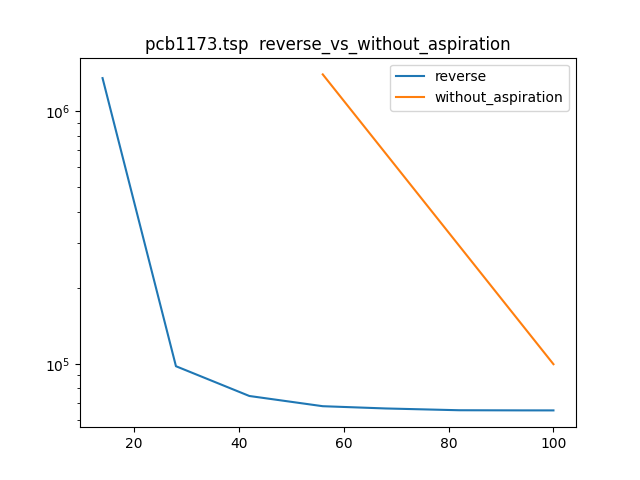 pcb1173.tsp  reverse_vs_without_aspiration
reverse
without_aspiration
10^6
10^5
20 40 60 80 100